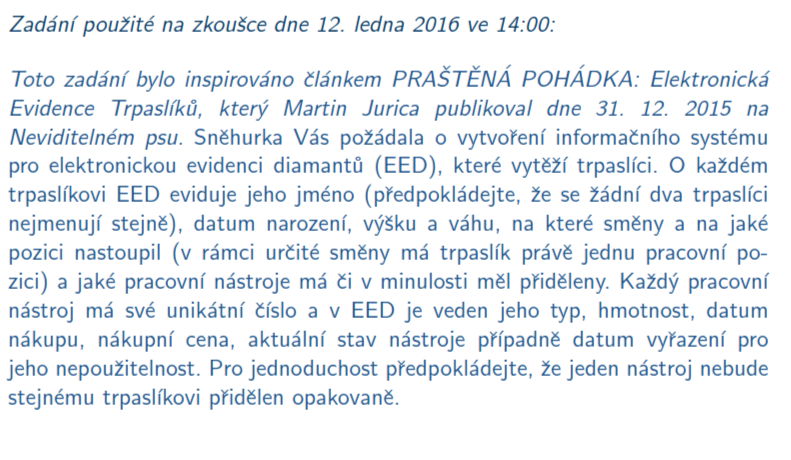 Zadání použité na zkoušce dne 12. ledna 2016 ve 14:00:
Toto zadání bylo inspirováno článkem PRAŠTĚNÁ POHÁDKA: Elektronická
Evidence Trpaslíků, který Martin Jurica publikoval dne 31. 12. 2015 na
Neviditelném psu. Sněhurka Vás požádala o vytvoření informačního systému
pro elektronickou evidenci diamantů (EED), které vytěží trpaslíci. O každém
trpaslíkovi EED eviduje jeho jméno (předpokládejte, že se žádní dva trpaslíci
nejmenují stejně), datum narození, výšku a váhu, na které směny a na jaké
pozici nastoupil (v rámci určité směny má trpaslík právě jednu pracovní po-
zici) a jaké pracovní nástroje má či v minulosti měl přiděleny. Každý pracovní
nástroj má své unikátní číslo a v EED je veden jeho typ, hmotnost, datum
nákupu, nákupní cena, aktuální stav nástroje případně datum vyřazení pro
jeho nepoužitelnost. Pro jednoduchost předpokládejte, že jeden nástroj nebude
stejnému trpaslíkovi přidělen opakovaně.